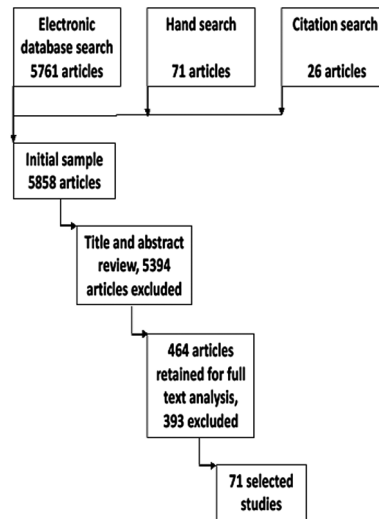 Electronic
database search
5761 articles
Hand search
71 articles
Citation search
26 articles
Initial sample
5858 articles
Title and abstract
review, 5394
articles excluded
464 articles
retained for full
text analysis,
393 excluded
71 selected
studies